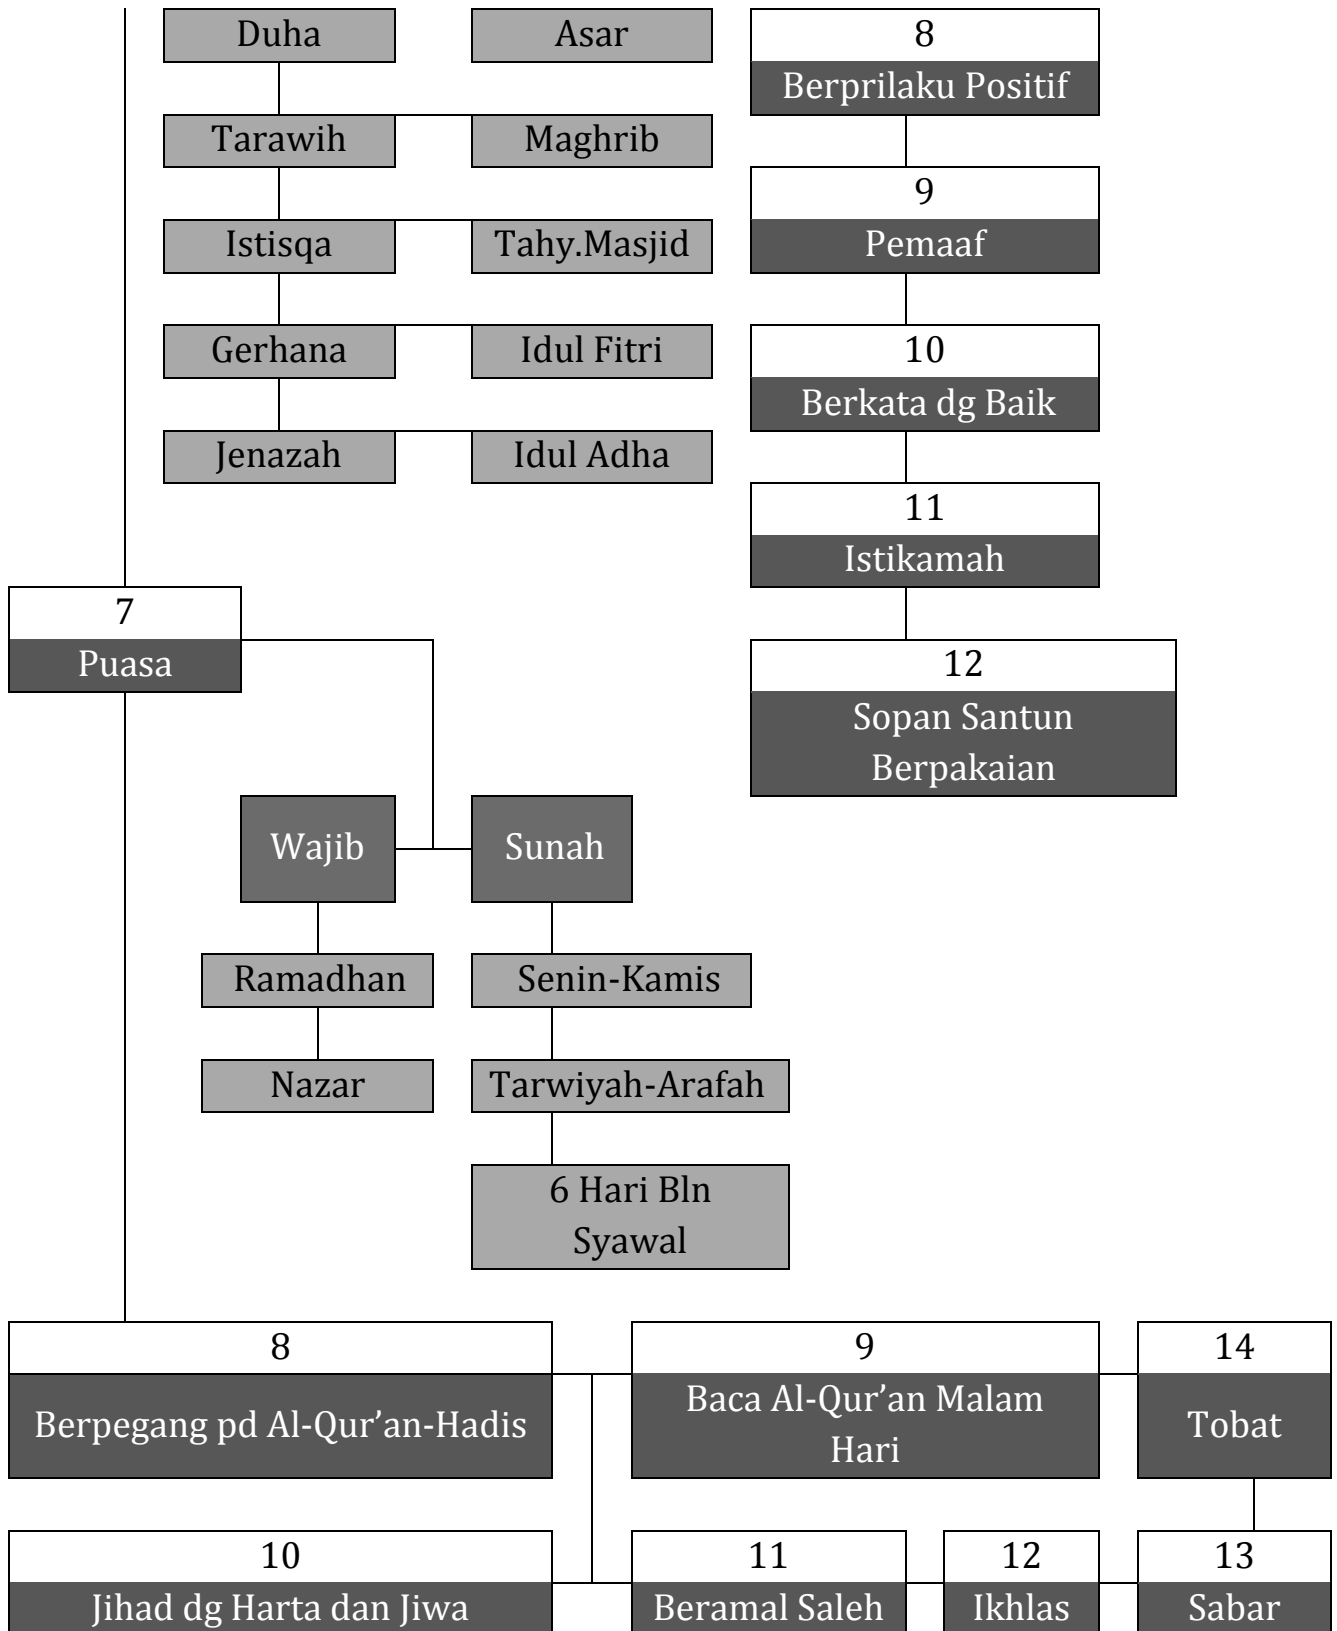 Duha
Asar
8
Berprilaku Positif
Tarawih
Maghrib
9
Pemaaf
Istisqa
Tahy.Masjid
Gerhana
Idul Fitri
10
Berkata dg Baik
Jenazah
Idul Adha
11
Istikamah
7
Puasa
12
Sopan Santun
Berpakaian
Wajib
Sunah
Ramadhan
Senin-Kamis
Nazar
Tarwiyah-Arafah
6 Hari Bln
Syawal
8
Berpegang pd Al-Qur’an-Hadis
9
Baca Al-Qur’an Malam
Hari
14
Tobat
10
Jihad dg Harta dan Jiwa
11
Beramal Saleh
12
Ikhlas
13
Sabar